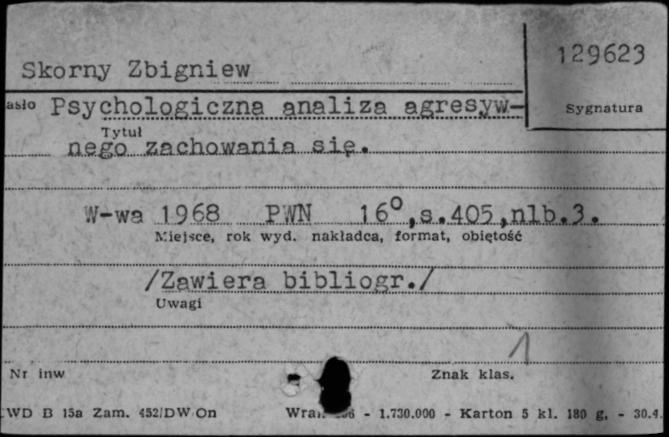 129623
Skorny Zbigniew
Sygnatura
asło Psychologiczna analiza agresyw-
Tytuł
nego zachowania się.
W-wa 1968 PWN 16°,s.405,nlb.3.
Miejsce, rok wyd. nakładca, format, objętość
/Zawiera bibliogr./
Uwagi
1
Nr inw Znak klas.
WD B 15a Zam. 452/DW/On - 1.730.000 - Karton 5 kl. 180 g. - 30.4.